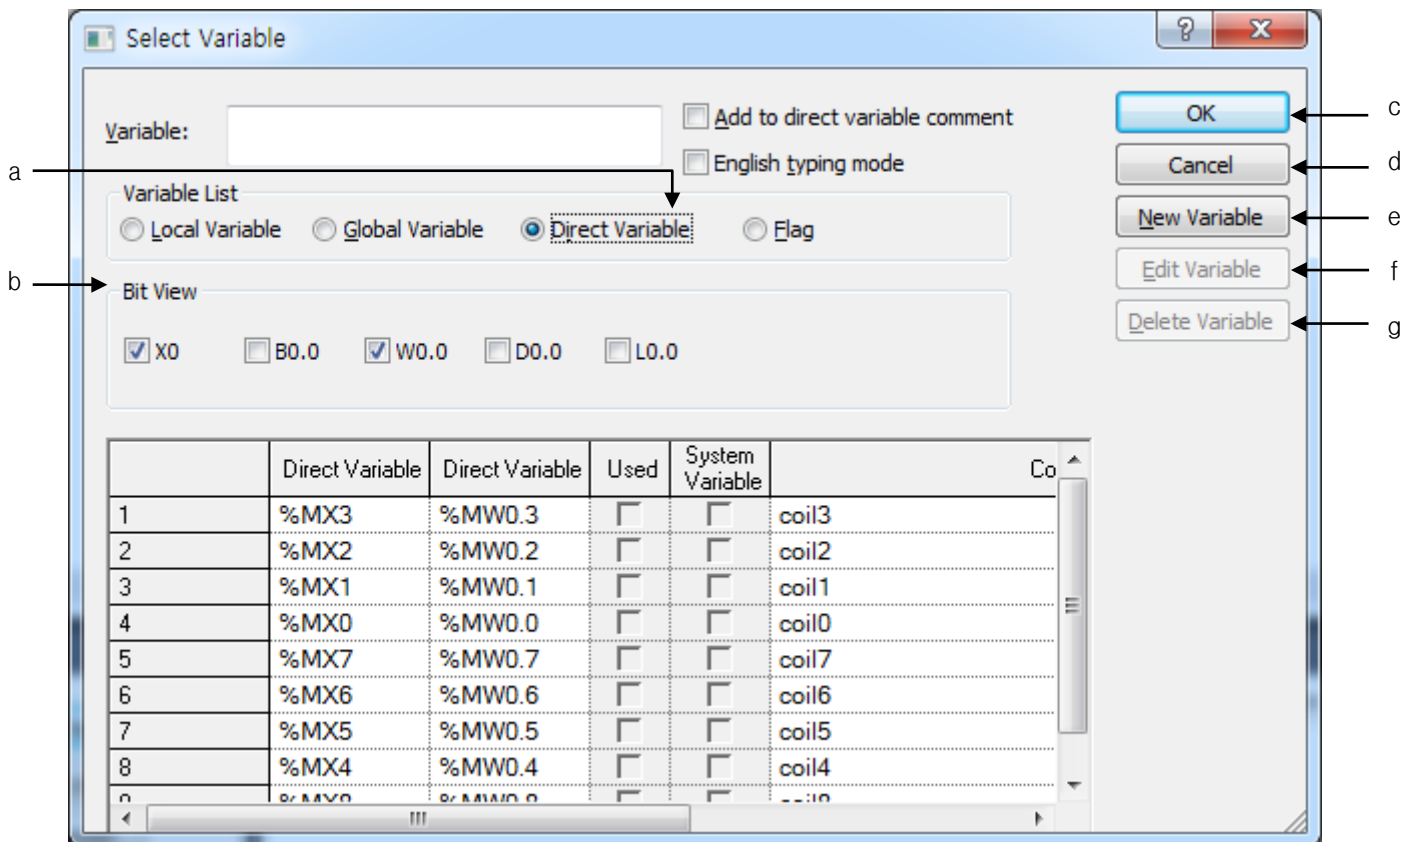 Select Variable
Variable:
Add to direct variable comment
English typing mode
OK
c
Cancel
d
New Variable
e
Edit Variable
f
Delete Variable
g
a
Variable List
Local Variable
Global Variable
Direct Variable
Flag
b
Bit View
X0
B0.0
W0.0
D0.0
L0.0
Direct Variable Direct Variable Used System Variable Co
1 %MX3 %MW0.3 coil3
2 %MX2 %MW0.2 coil2
3 %MX1 %MW0.1 coil1
4 %MX0 %MW0.0 coil0
5 %MX7 %MW0.7 coil7
6 %MX6 %MW0.6 coil6
7 %MX5 %MW0.5 coil5
8 %MX4 %MW0.4 coil4